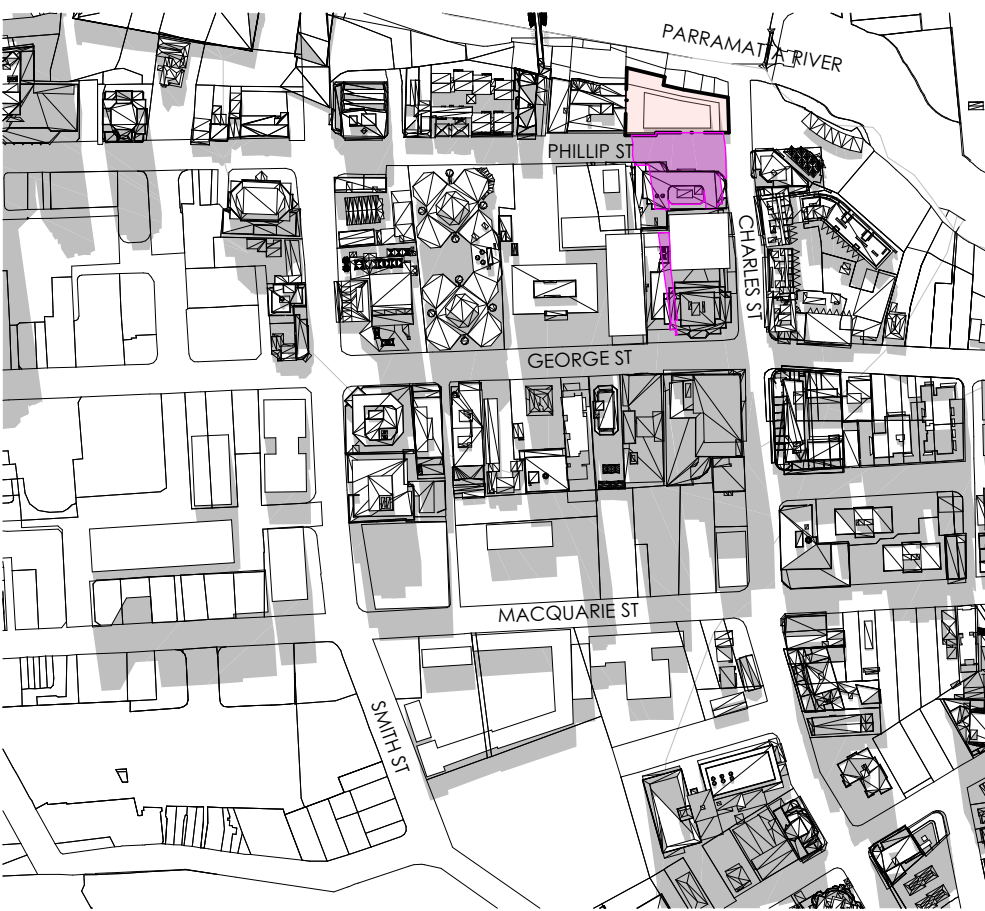 PARRAMATTA RIVER
PHILLIP ST
CHARLES ST
GEORGE ST
MACQUARIE ST
SMITH ST